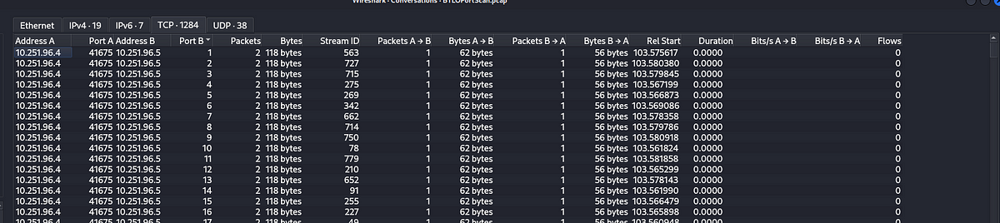 Wireshark · Conversations · BTLOPortScan.pcap
Ethernet IPv4 · 19 IPv6 · 7 TCP · 1284 UDP · 38
Address A Port A Address B Port B Packets Bytes Stream ID Packets A → B Bytes A → B Packets B → A Bytes B → A Rel Start Duration Bits/s A → B Bits/s B → A Flows
10.251.96.4 41675 10.251.96.5 1 2 118 bytes 563 1 62 bytes 1 56 bytes 103.575617 0.0000 0
10.251.96.4 41675 10.251.96.5 2 2 118 bytes 727 1 62 bytes 1 56 bytes 103.580380 0.0000 0
10.251.96.4 41675 10.251.96.5 3 2 118 bytes 715 1 62 bytes 1 56 bytes 103.579845 0.0000 0
10.251.96.4 41675 10.251.96.5 4 2 118 bytes 275 1 62 bytes 1 56 bytes 103.567199 0.0000 0
10.251.96.4 41675 10.251.96.5 5 2 118 bytes 269 1 62 bytes 1 56 bytes 103.566873 0.0000 0
10.251.96.4 41675 10.251.96.5 6 2 118 bytes 342 1 62 bytes 1 56 bytes 103.569086 0.0000 0
10.251.96.4 41675 10.251.96.5 7 2 118 bytes 662 1 62 bytes 1 56 bytes 103.578358 0.0000 0
10.251.96.4 41675 10.251.96.5 8 2 118 bytes 714 1 62 bytes 1 56 bytes 103.579786 0.0000 0
10.251.96.4 41675 10.251.96.5 9 2 118 bytes 750 1 62 bytes 1 56 bytes 103.580918 0.0000 0
10.251.96.4 41675 10.251.96.5 10 2 118 bytes 78 1 62 bytes 1 56 bytes 103.561824 0.0000 0
10.251.96.4 41675 10.251.96.5 11 2 118 bytes 779 1 62 bytes 1 56 bytes 103.581858 0.0000 0
10.251.96.4 41675 10.251.96.5 12 2 118 bytes 210 1 62 bytes 1 56 bytes 103.565299 0.0000 0
10.251.96.4 41675 10.251.96.5 13 2 118 bytes 652 1 62 bytes 1 56 bytes 103.578143 0.0000 0
10.251.96.4 41675 10.251.96.5 14 2 118 bytes 91 1 62 bytes 1 56 bytes 103.561990 0.0000 0
10.251.96.4 41675 10.251.96.5 15 2 118 bytes 255 1 62 bytes 1 56 bytes 103.566479 0.0000 0
10.251.96.4 41675 10.251.96.5 16 2 118 bytes 227 1 62 bytes 1 56 bytes 103.565898 0.0000 0
10.251.96.4 41675 10.251.96.5 17 2 118 bytes 49 1 62 bytes 1 56 bytes 103.560948 0.0000 0